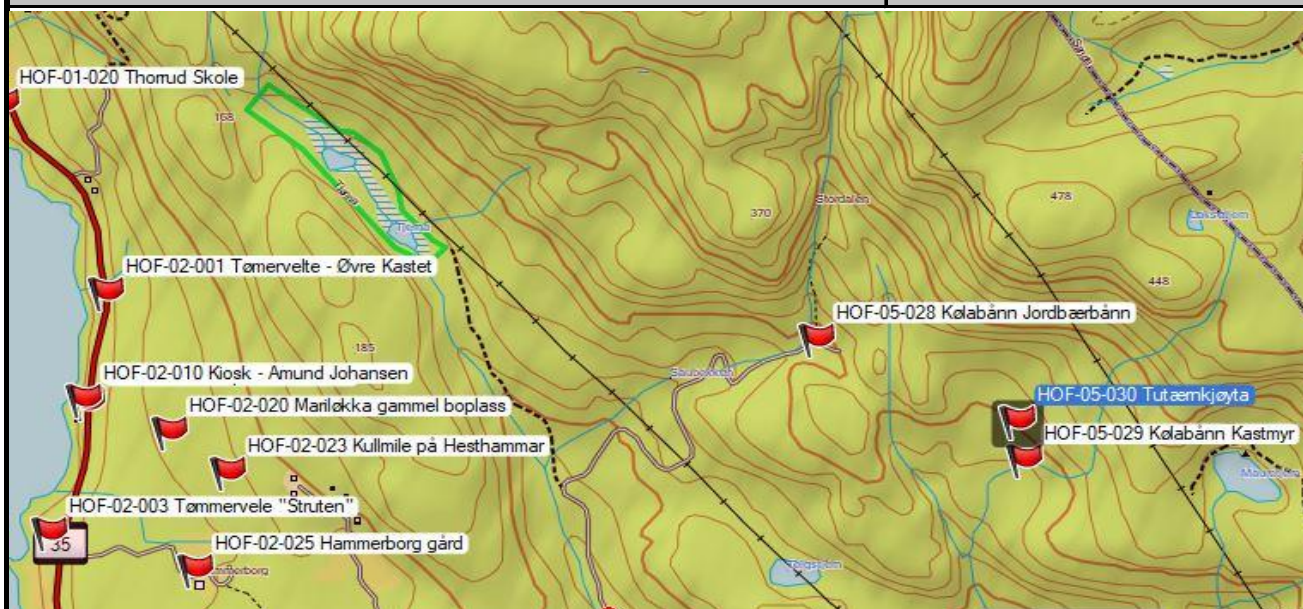 HOF-01-020 Thorrud Skole
168
478
370
Stordalen
HOF-02-001 Tømervelte - Øvre Kastet
448
HOF-05-028 Kølabånn Jordbærbånn
185
HOF-02-010 Kiosk - Amund Johansen
HOF-05-030 Tutæmkjøyta
HOF-02-020 Mariløkka gammel boplass
HOF-05-029 Kølabånn Kastmyr
HOF-02-023 Kullmile på Hesthammar
HOF-02-003 Tømmervele "Struten"
35
HOF-02-025 Hammerborg gård